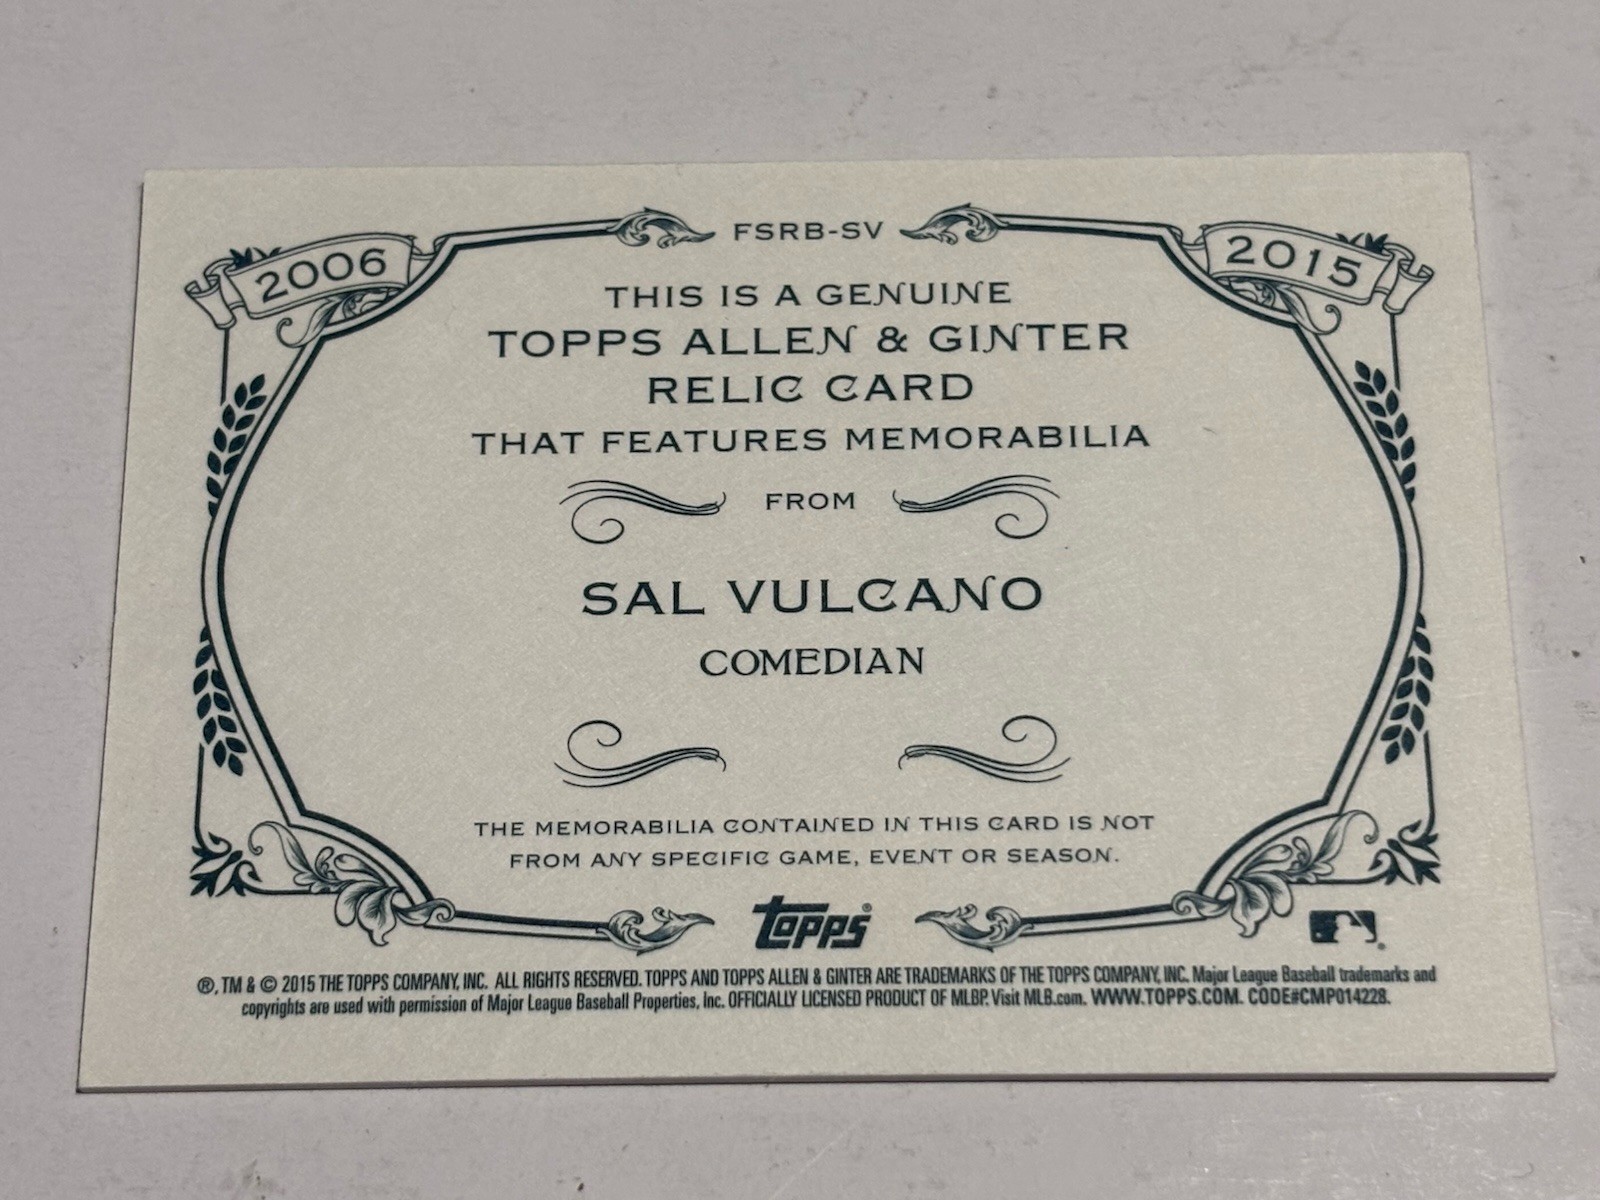 FSRB-SV
2006
2015
THIS IS A GENUINE
TOPPS ALLEN & GINTER
RELIC CARD
THAT FEATURES MEMORABILIA
FROM
SAL VULCANO
COMEDIAN
THE MEMORABILIA CONTAINED IN THIS CARD IS NOT
FROM ANY SPECIFIC GAME, EVENT OR SEASON.
topps®
®, TM & © 2015 THE TOPPS COMPANY, INC. ALL RIGHTS RESERVED. TOPPS AND TOPPS ALLEN & GINTER ARE TRADEMARKS OF THE TOPPS COMPANY, INC. Major League Baseball trademarks and
copyrights are used with permission of Major League Baseball Properties, Inc. OFFICIALLY LICENSED PRODUCT OF MLBP. Visit MLB.com. WWW.TOPPS.COM. CODE#CMP014228.